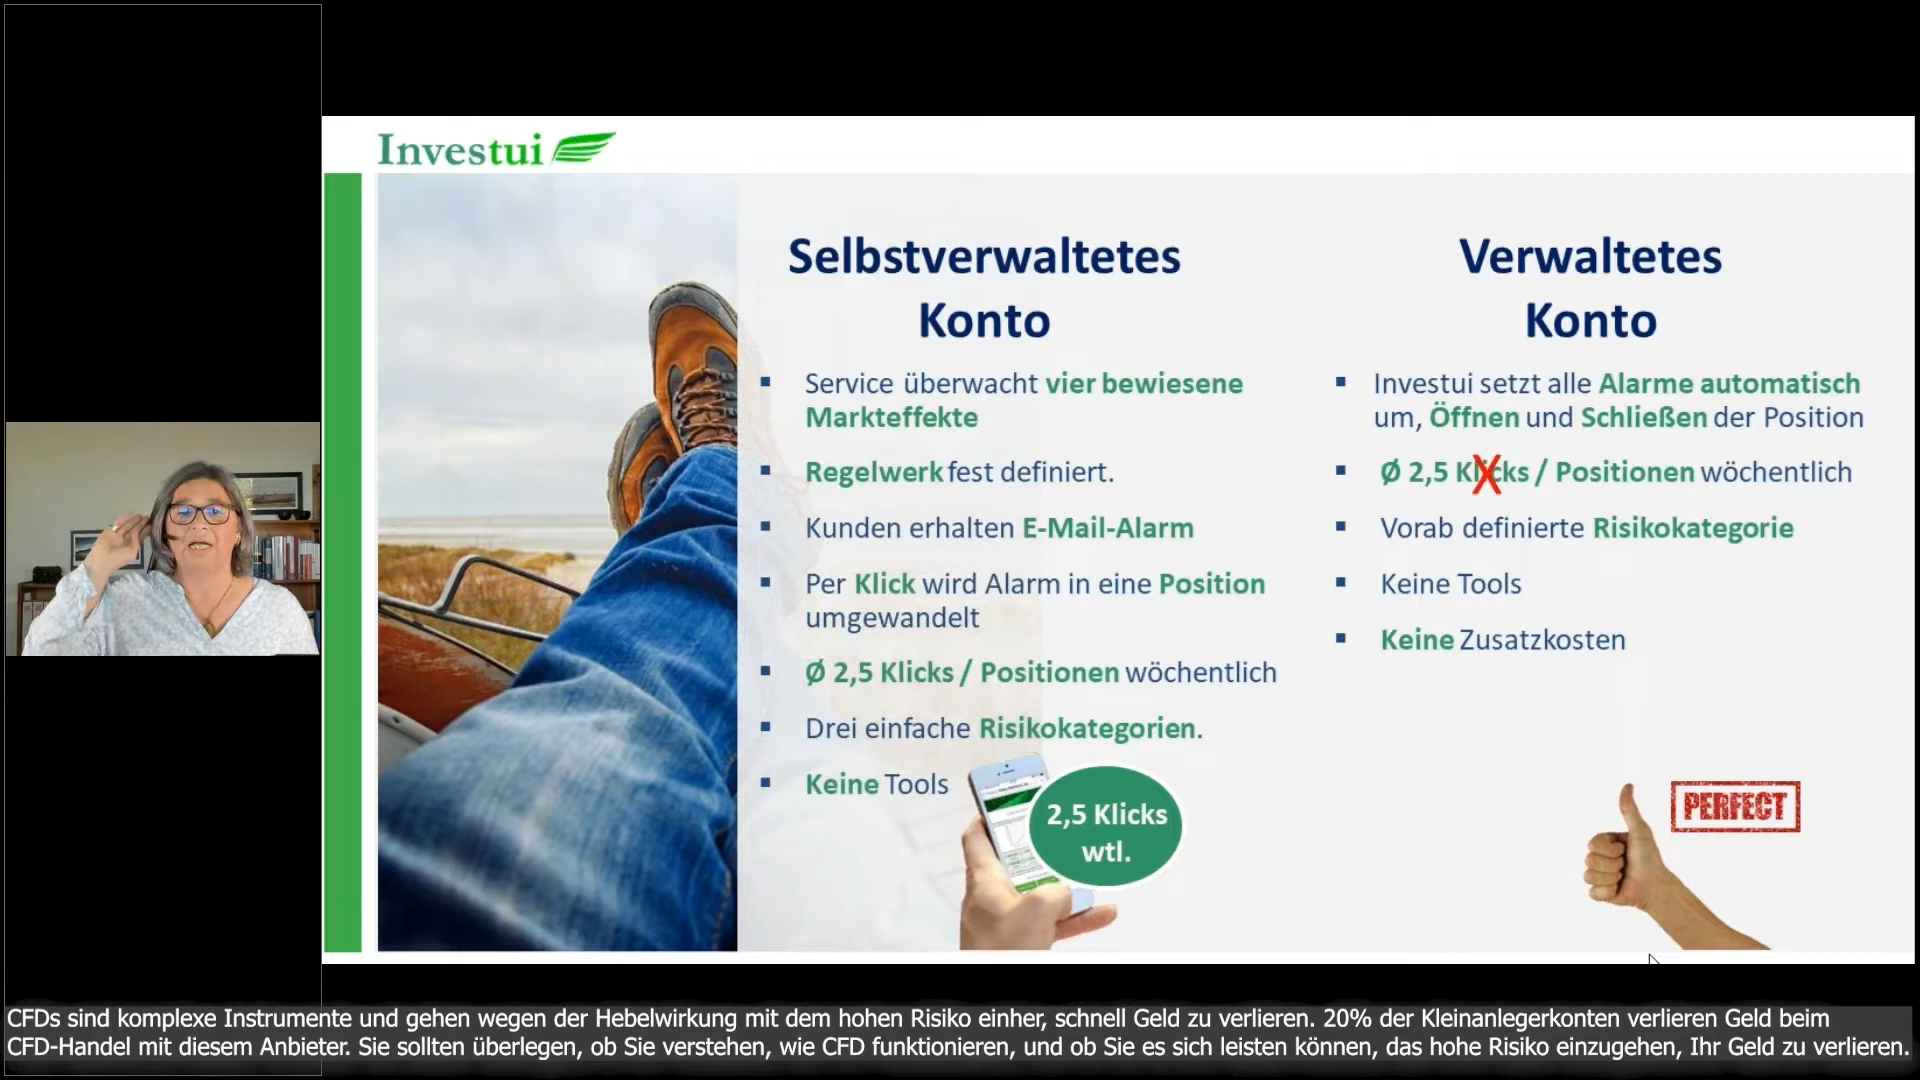 Investui
Selbstverwaltetes
Konto
▪ Service überwacht vier bewiesene
Markteffekte
▪ Regelwerk fest definiert.
▪ Kunden erhalten E-Mail-Alarm
▪ Per Klick wird Alarm in eine Position
umgewandelt
▪ Ø 2,5 Klicks / Positionen wöchentlich
▪ Drei einfache Risikokategorien.
▪ Keine Tools
2,5 Klicks
wtl.
Verwaltetes
Konto
▪ Investui setzt alle Alarme automatisch
um, Öffnen und Schließen der Position
▪ Ø 2,5 Klicks / Positionen wöchentlich
▪ Vorab definierte Risikokategorie
▪ Keine Tools
▪ Keine Zusatzkosten
PERFECT
CFDs sind komplexe Instrumente und gehen wegen der Hebelwirkung mit dem hohen Risiko einher, schnell Geld zu verlieren. 20% der Kleinanlegerkonten verlieren Geld beim
CFD-Handel mit diesem Anbieter. Sie sollten überlegen, ob Sie verstehen, wie CFD funktionieren, und ob Sie es sich leisten können, das hohe Risiko einzugehen, Ihr Geld zu verlieren.